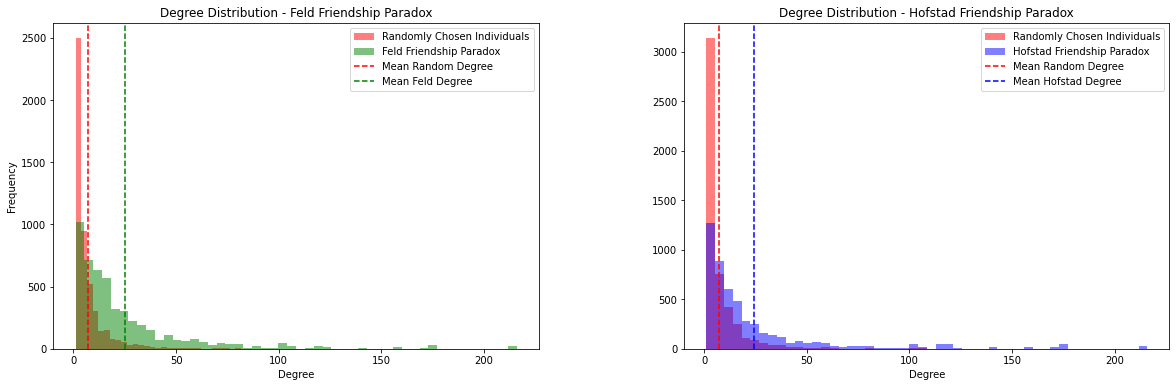 Degree Distribution - Feld Friendship Paradox
Randomly Chosen Individuals
Feld Friendship Paradox
Mean Random Degree
Mean Feld Degree
2500
2000
1500
1000
500
0
Frequency
0 50 100 150 200
Degree
Degree Distribution - Hofstad Friendship Paradox
Randomly Chosen Individuals
Hofstad Friendship Paradox
Mean Random Degree
Mean Hofstad Degree
3000
2500
2000
1500
1000
500
0
0 50 100 150 200
Degree